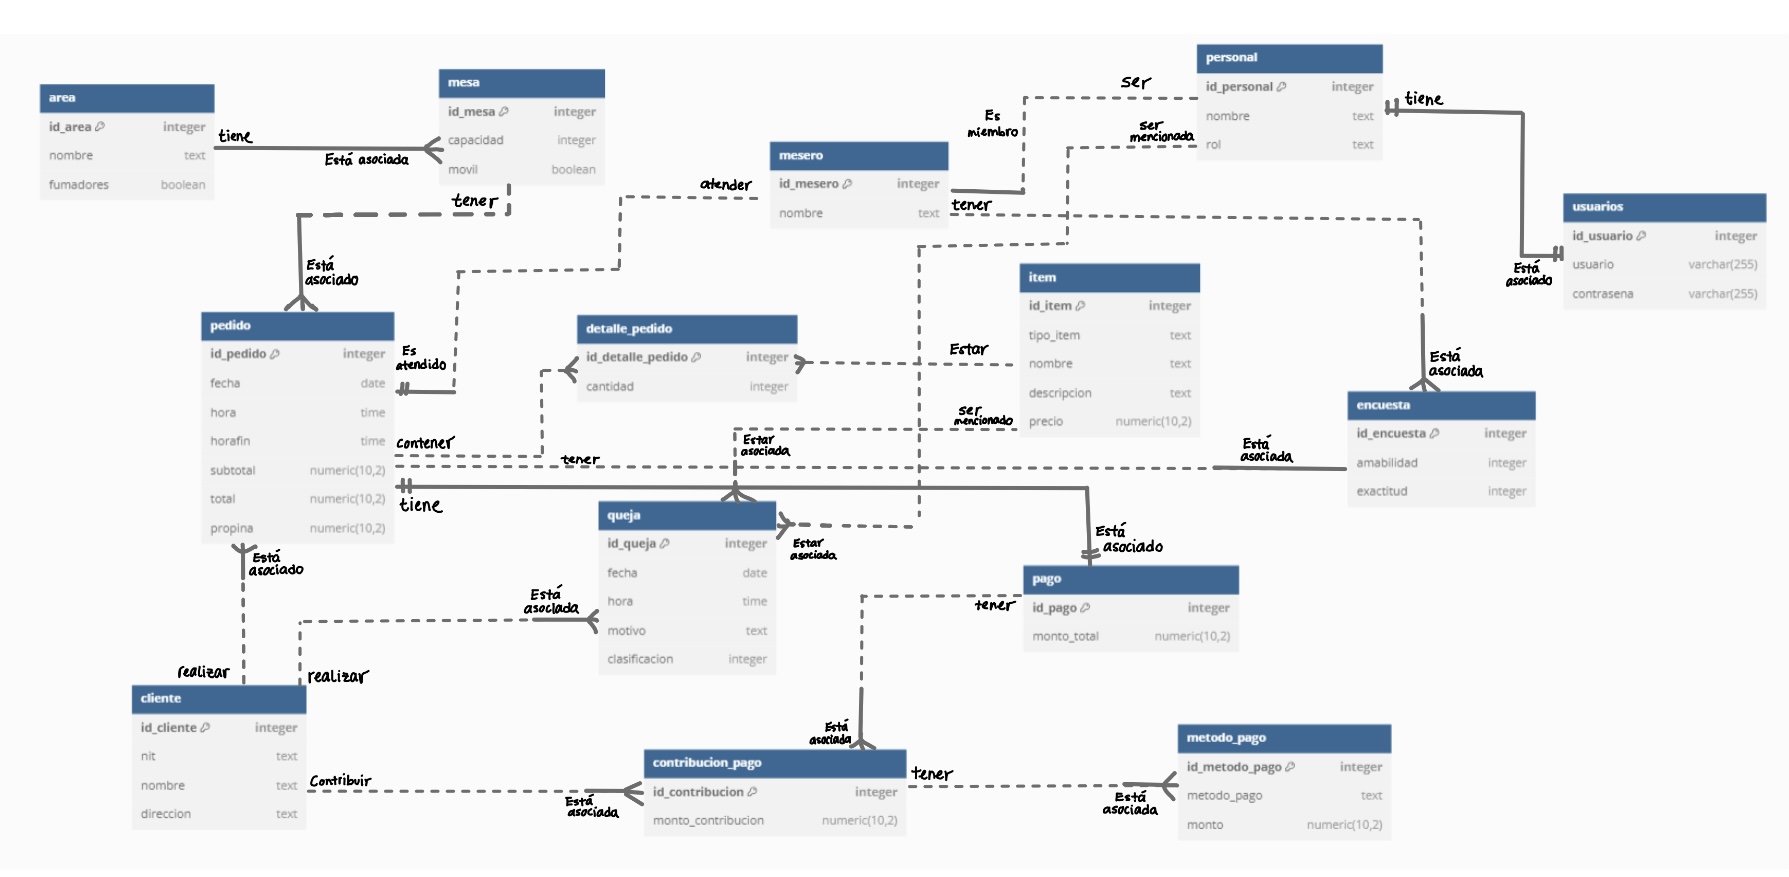 area
id_area integer
nombre text
fumadores boolean
tiene
Está asociada
mesa
id_mesa integer
capacidad integer
movil boolean
tener
Está
asociado
mesero
id_mesero integer
nombre text
atender
Es
miembro
ser
ser
mencionada
tener
personal
id_personal integer
nombre text
rol text
tiene
Está
asociado
usuarios
id_usuario integer
usuario varchar(255)
contrasena varchar(255)
pedido
id_pedido integer
fecha date
hora time
horafin time
subtotal numeric(10,2)
total numeric(10,2)
propina numeric(10,2)
Es
atendido
contener
tener
tiene
Está
asociado
detalle_pedido
id_detalle_pedido integer
cantidad integer
Estar
item
id_item integer
tipo_item text
nombre text
descripcion text
precio numeric(10,2)
ser
mencionado
Estar
asociada
Está
asociada
encuesta
id_encuesta integer
amabilidad integer
exactitud integer
Está
asociada
queja
id_queja integer
fecha date
hora time
motivo text
clasificacion integer
Estar
asociada
Está
asociada
Está
asociado
pago
id_pago integer
monto_total numeric(10,2)
tener
realizar
realizar
cliente
id_cliente integer
nit text
nombre text
direccion text
Contribuir
Está
asociada
Está
asociada
contribucion_pago
id_contribucion integer
monto_contribucion numeric(10,2)
tener
Está
asociada
metodo_pago
id_metodo_pago integer
metodo_pago text
monto numeric(10,2)